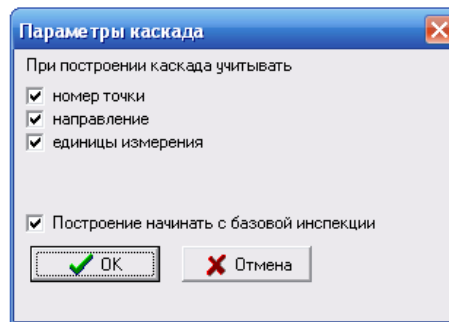 Параметры каскада
При построении каскада учитывать
номер точки
направление
единицы измерения
Построение начинать с базовой инспекции
OK
Отмена